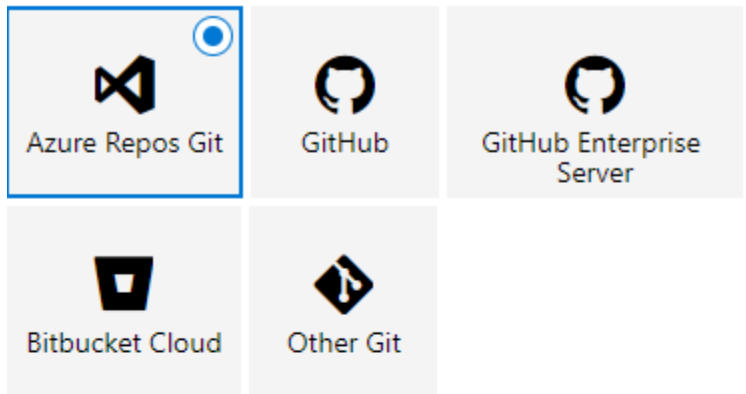 Azure Repos Git
GitHub
GitHub Enterprise
Server
Bitbucket Cloud
Other Git